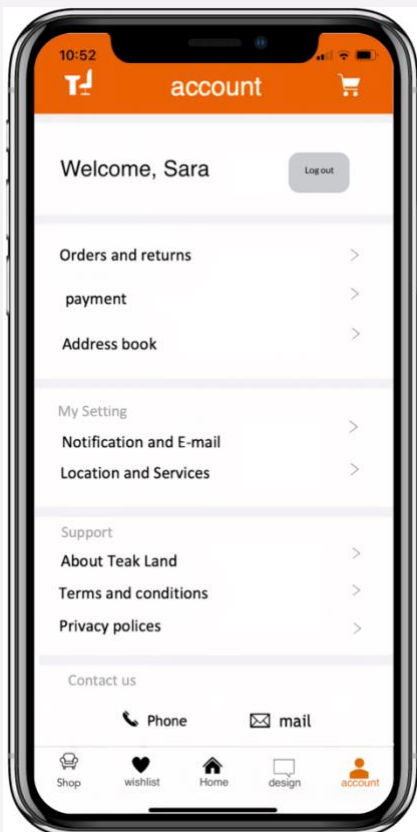 10:52
T
account
Welcome, Sara
Log out
Orders and returns
payment
Address book
My Setting
Notification and E-mail
Location and Services
Support
About Teak Land
Terms and conditions
Privacy polices
Contact us
Phone mail
Shop wishlist Home design account